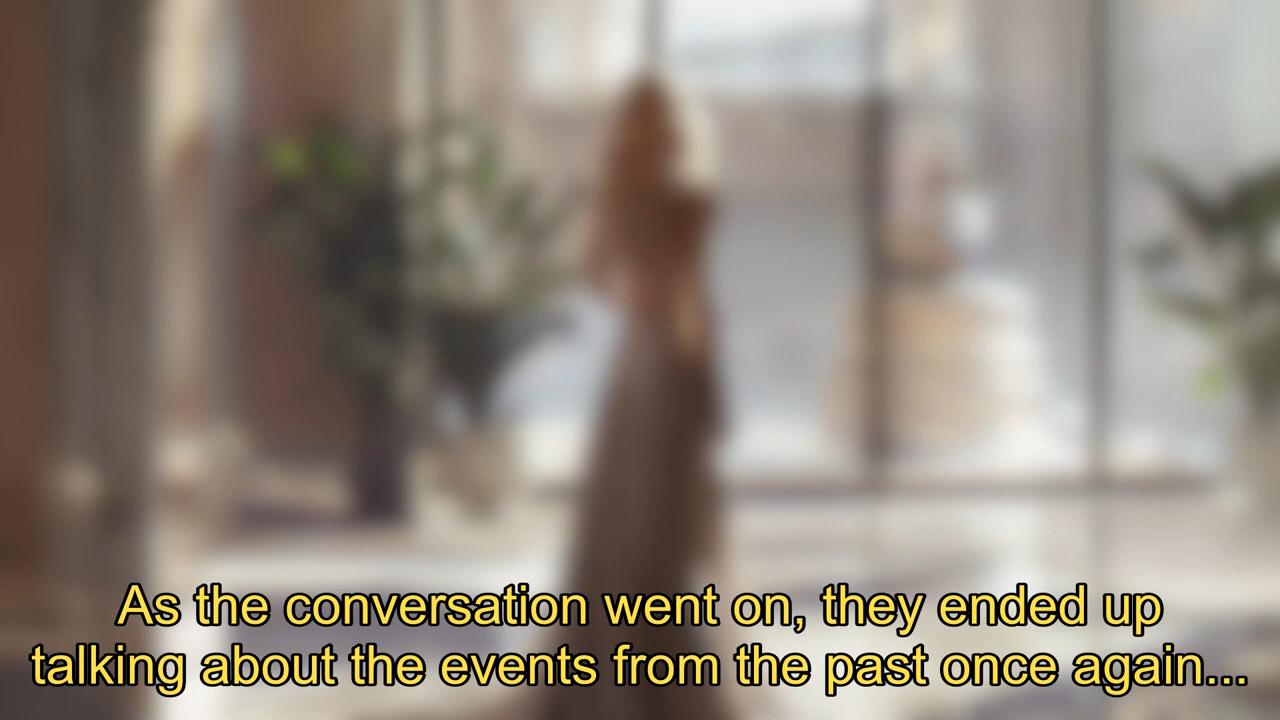 As the conversation went on, they ended up
talking about the events from the past once again...